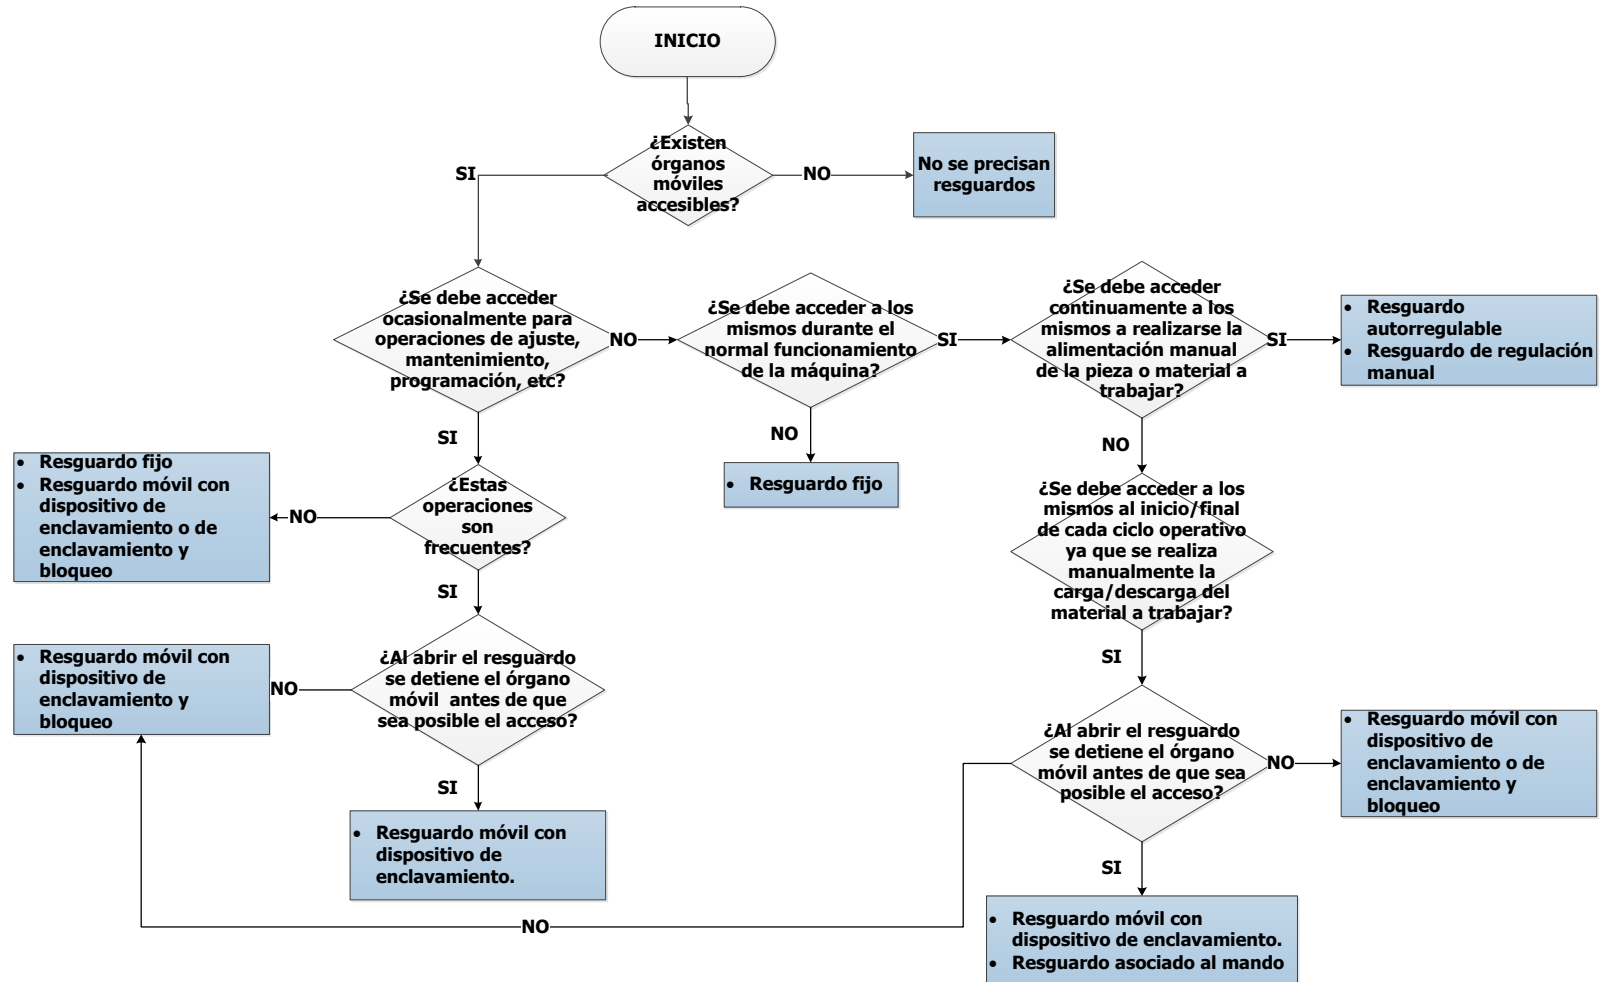 INICIO
¿Existen
órganos
móviles
accesibles?
SI
NO
No se precisan
resguardos
¿Se debe acceder
ocasionalmente para
operaciones de ajuste,
mantenimiento,
programación, etc?
NO
¿Se debe acceder a los
mismos durante el
normal funcionamiento
de la máquina?
SI
¿Se debe acceder
continuamente a los
mismos a realizarse la
alimentación manual
de la pieza o material a
trabajar?
SI
• Resguardo
autorregulable
• Resguardo de regulación
manual
SI
NO
• Resguardo fijo
NO
¿Estas
operaciones
son
frecuentes?
NO
• Resguardo fijo
• Resguardo móvil con
dispositivo de
enclavamiento o de
enclavamiento y
bloqueo
¿Se debe acceder a los
mismos al inicio/final
de cada ciclo operativo
ya que se realiza
manualmente la
carga/descarga del
material a trabajar?
SI
SI
¿Al abrir el resguardo
se detiene el órgano
móvil antes de que
sea posible el acceso?
NO
• Resguardo móvil con
dispositivo de
enclavamiento y
bloqueo
SI
• Resguardo móvil con
dispositivo de
enclavamiento.
¿Al abrir el resguardo
se detiene el órgano
móvil antes de que sea
posible el acceso?
NO
• Resguardo móvil con
dispositivo de
enclavamiento o de
enclavamiento y
bloqueo
SI
NO
• Resguardo móvil con
dispositivo de enclavamiento.
• Resguardo asociado al mando